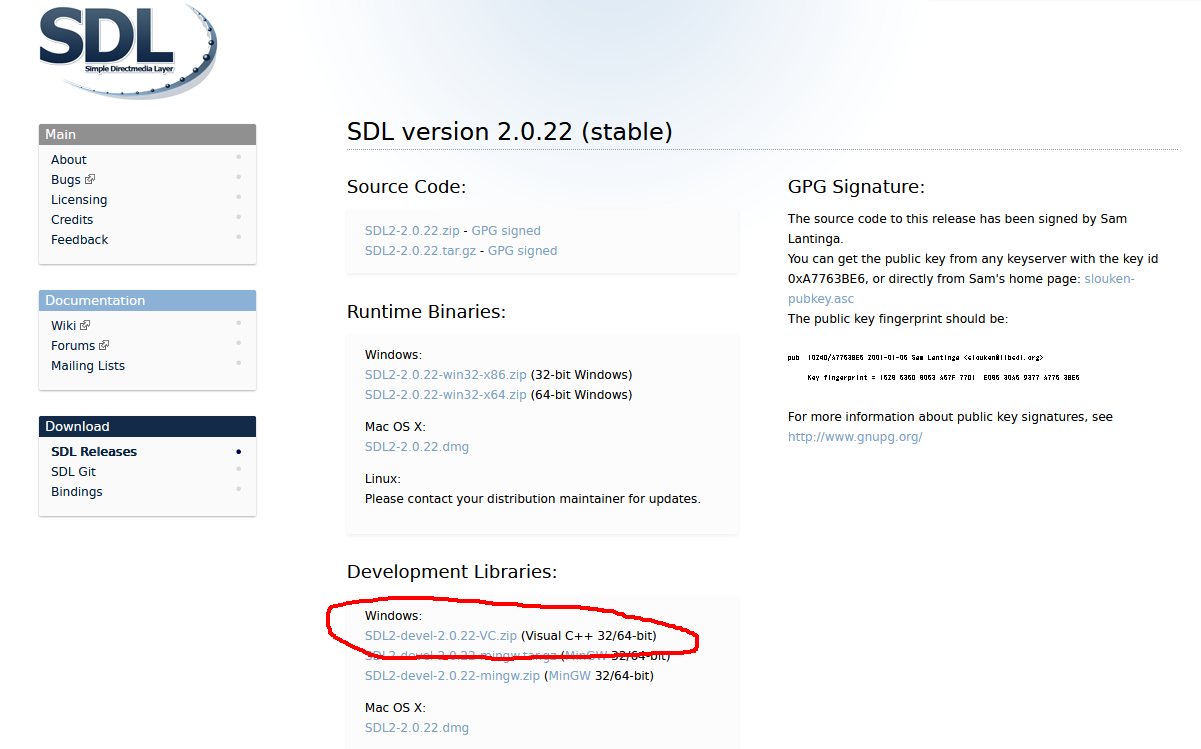 SDL
Simple Directmedia Layer
Main
About
Bugs
Licensing
Credits
Feedback
Documentation
Wiki
Forums
Mailing Lists
Download
SDL Releases
SDL Git
Bindings
SDL version 2.0.22 (stable)
Source Code:
SDL2-2.0.22.zip - GPG signed
SDL2-2.0.22.tar.gz - GPG signed
Runtime Binaries:
Windows:
SDL2-2.0.22-win32-x86.zip (32-bit Windows)
SDL2-2.0.22-win32-x64.zip (64-bit Windows)
Mac OS X:
SDL2-2.0.22.dmg
Linux:
Please contact your distribution maintainer for updates.
Development Libraries:
Windows:
SDL2-devel-2.0.22-VC.zip (Visual C++ 32/64-bit)
SDL2-devel-2.0.22-mingw.tar.gz (MinGW 32/64-bit)
SDL2-devel-2.0.22-mingw.zip (MinGW 32/64-bit)
Mac OS X:
SDL2-2.0.22.dmg
GPG Signature:
The source code to this release has been signed by Sam
Lantinga.
You can get the public key from any keyserver with the key id
0xA7763BE6, or directly from Sam's home page: slouken-
pubkey.asc
The public key fingerprint should be:
pub 1024D/A7763BE6 2001-01-06 Sam Lantinga <slouken@libsdl.org>
Key fingerprint = 1528 635D 8053 A57F 77D1 E086 30A5 9377 A776 3BE6
For more information about public key signatures, see
http://www.gnupg.org/